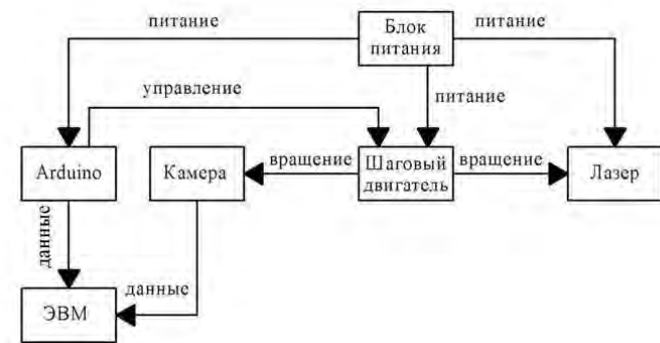 питание
Блок
питания
питание
управление
питание
Arduino
Камера
вращение
Шаговый
двигатель
вращение
Лазер
данные
ЭВМ
данные